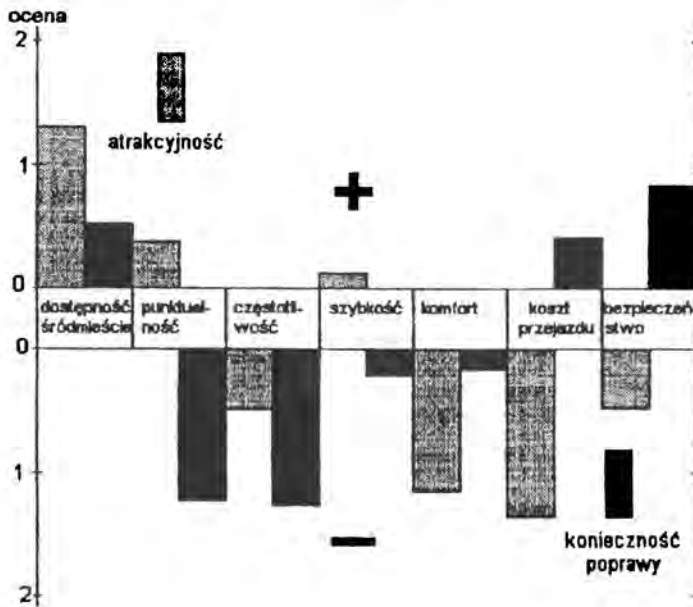 ocena
2
atrakcyjność
1
+
0
dostępność śródmieście
punktual-
ność
częstotli-
wość
szybkość
komfort
koszt
przejazdu
bezpieczeń
stwo
0
1
konieczność
poprawy
−
2